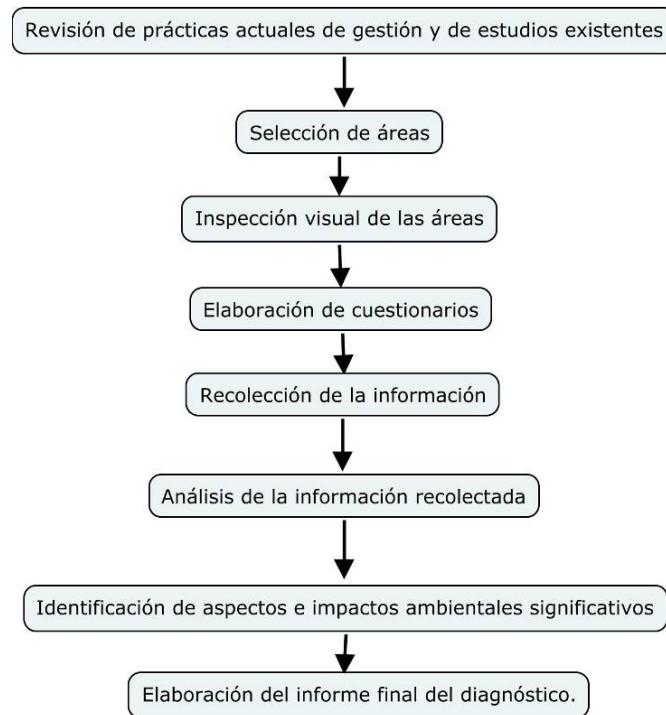 Revisión de prácticas actuales de gestión y de estudios existentes
Selección de áreas
Inspección visual de las áreas
Elaboración de cuestionarios
Recolección de la información
Análisis de la información recolectada
Identificación de aspectos e impactos ambientales significativos
Elaboración del informe final del diagnóstico.